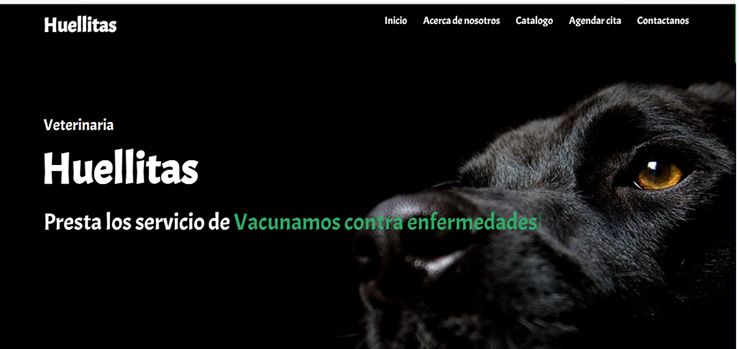 Huellitas
Inicio Acerca de nosotros Catalogo Agendar cita Contactanos
Veterinaria
Huellitas
Presta los servicio de Vacunamos contra enfermedades